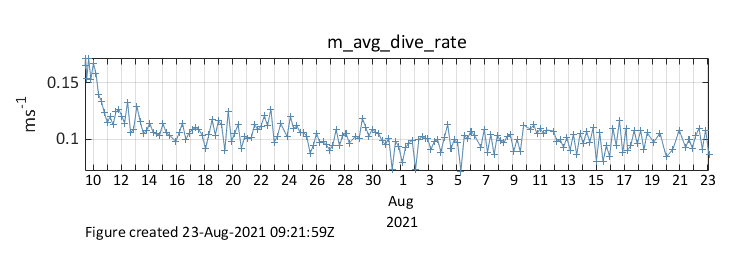 m_avg_dive_rate
0.15
0.1
ms-1
10 12 14 16 18 20 22 24 26 28 30 1 3 5 7 9 11 13 15 17 19 21 23
Aug
2021
Figure created 23-Aug-2021 09:21:59Z